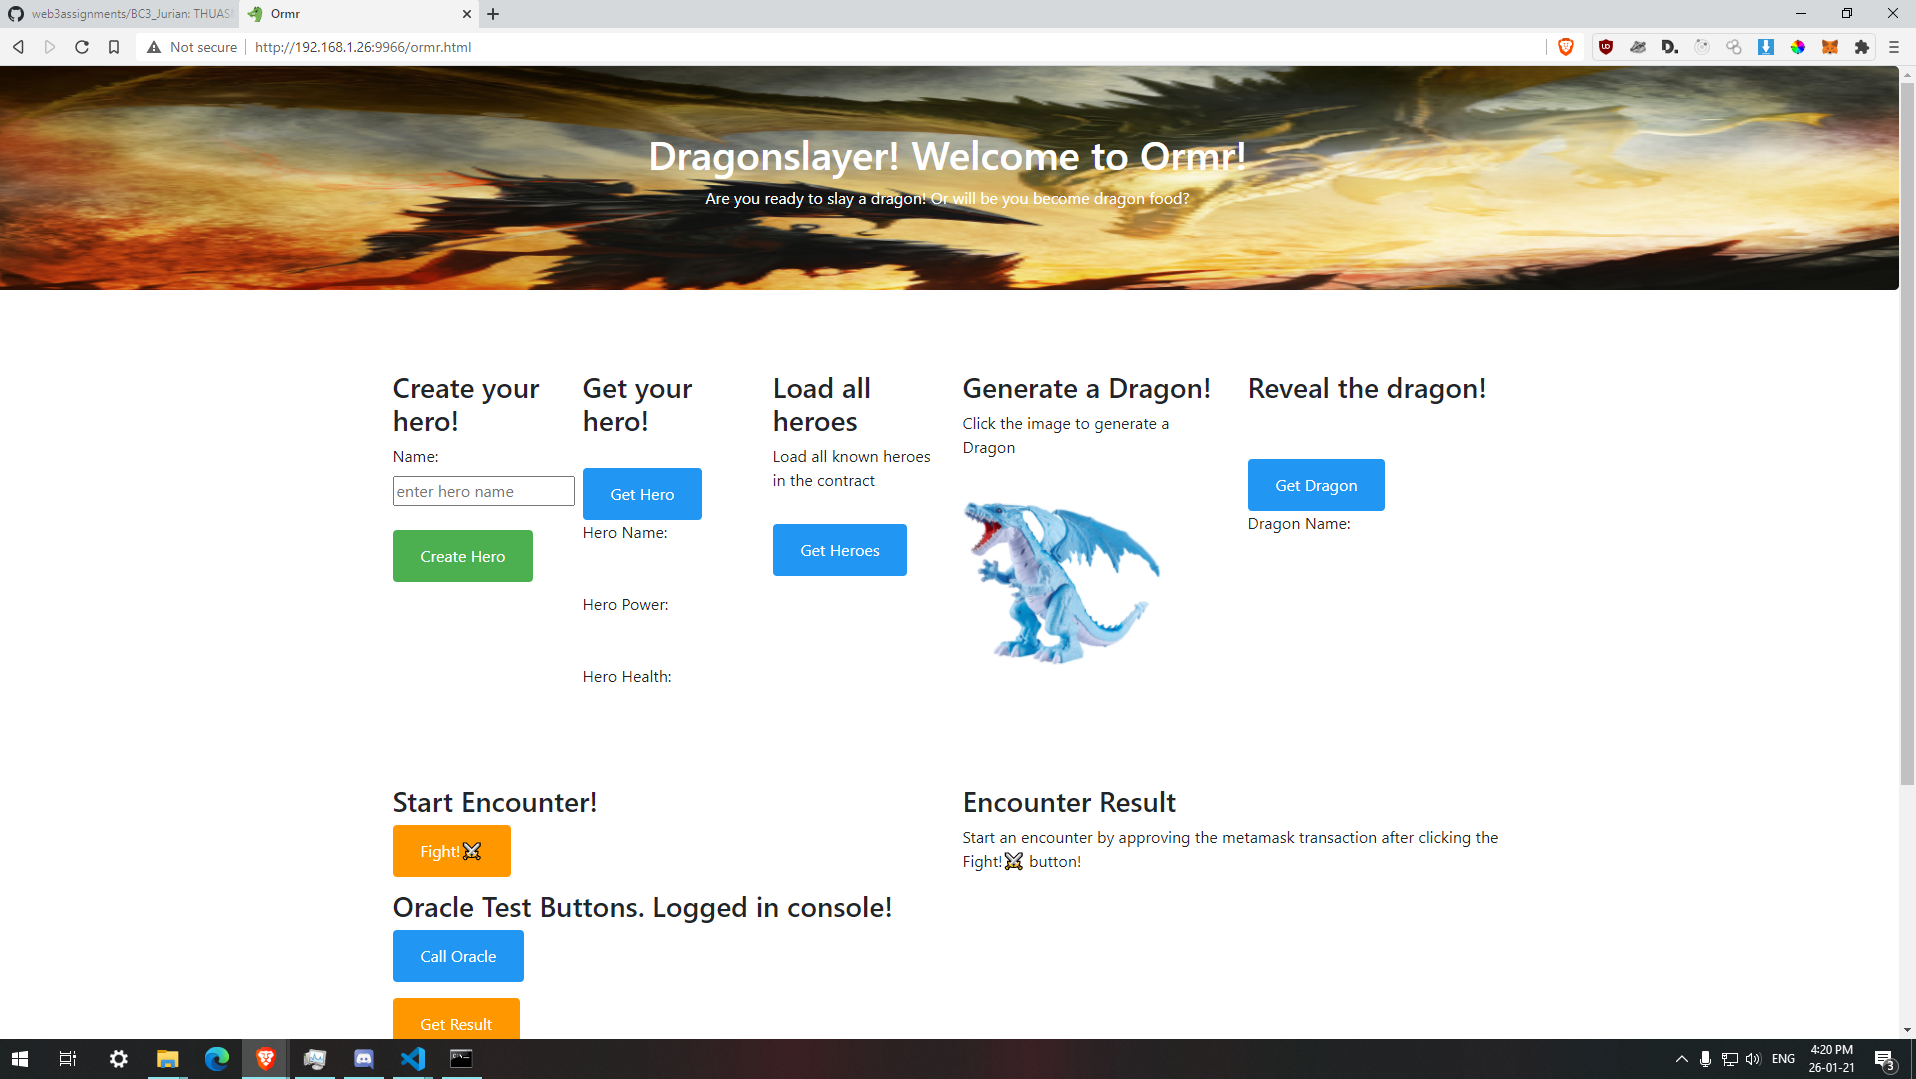 web3assignments/BC3_Jurian: THUAS
Ormr
Not secure
http://192.168.1.26:9966/ormr.html
Dragonslayer! Welcome to Ormr!
Are you ready to slay a dragon! Or will be you become dragon food?
Create your
hero!
Name:
enter hero name
Create Hero
Get your
hero!
Get Hero
Hero Name:
Hero Power:
Hero Health:
Load all
heroes
Load all known heroes
in the contract
Get Heroes
Generate a Dragon!
Click the image to generate a
Dragon
Reveal the dragon!
Get Dragon
Dragon Name:
Start Encounter!
Fight!⚔
Encounter Result
Start an encounter by approving the metamask transaction after clicking the
Fight!⚔ button!
Oracle Test Buttons. Logged in console!
Call Oracle
Get Result
ENG
4:20 PM
26-01-21
3